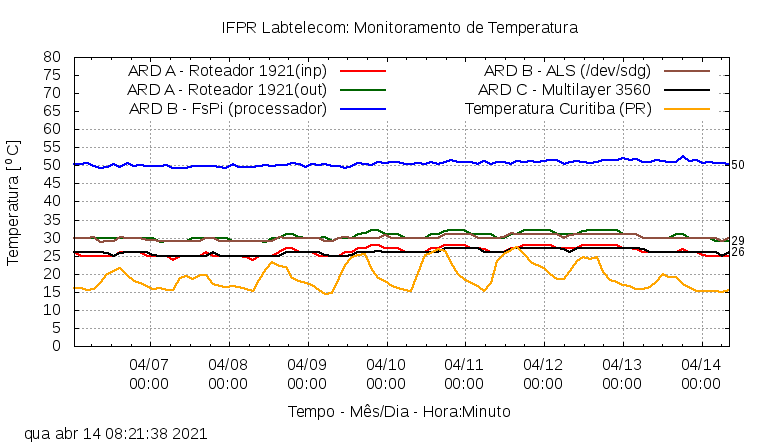 IFPR Labtelecom: Monitoramento de Temperatura
80
75
70
65
60
55
50
45
40
35
30
25
20
15
10
5
0
Temperatura [ºC]
ARD A - Roteador 1921(inp)
ARD A - Roteador 1921(out)
ARD B - FsPi (processador)
ARD B - ALS (/dev/sdg)
ARD C - Multilayer 3560
Temperatura Curitiba (PR)
50
29
26
04/07 04/08 04/09 04/10 04/11 04/12 04/13 04/14
00:00 00:00 00:00 00:00 00:00 00:00 00:00 00:00
Tempo - Mês/Dia - Hora:Minuto
qua abr 14 08:21:38 2021